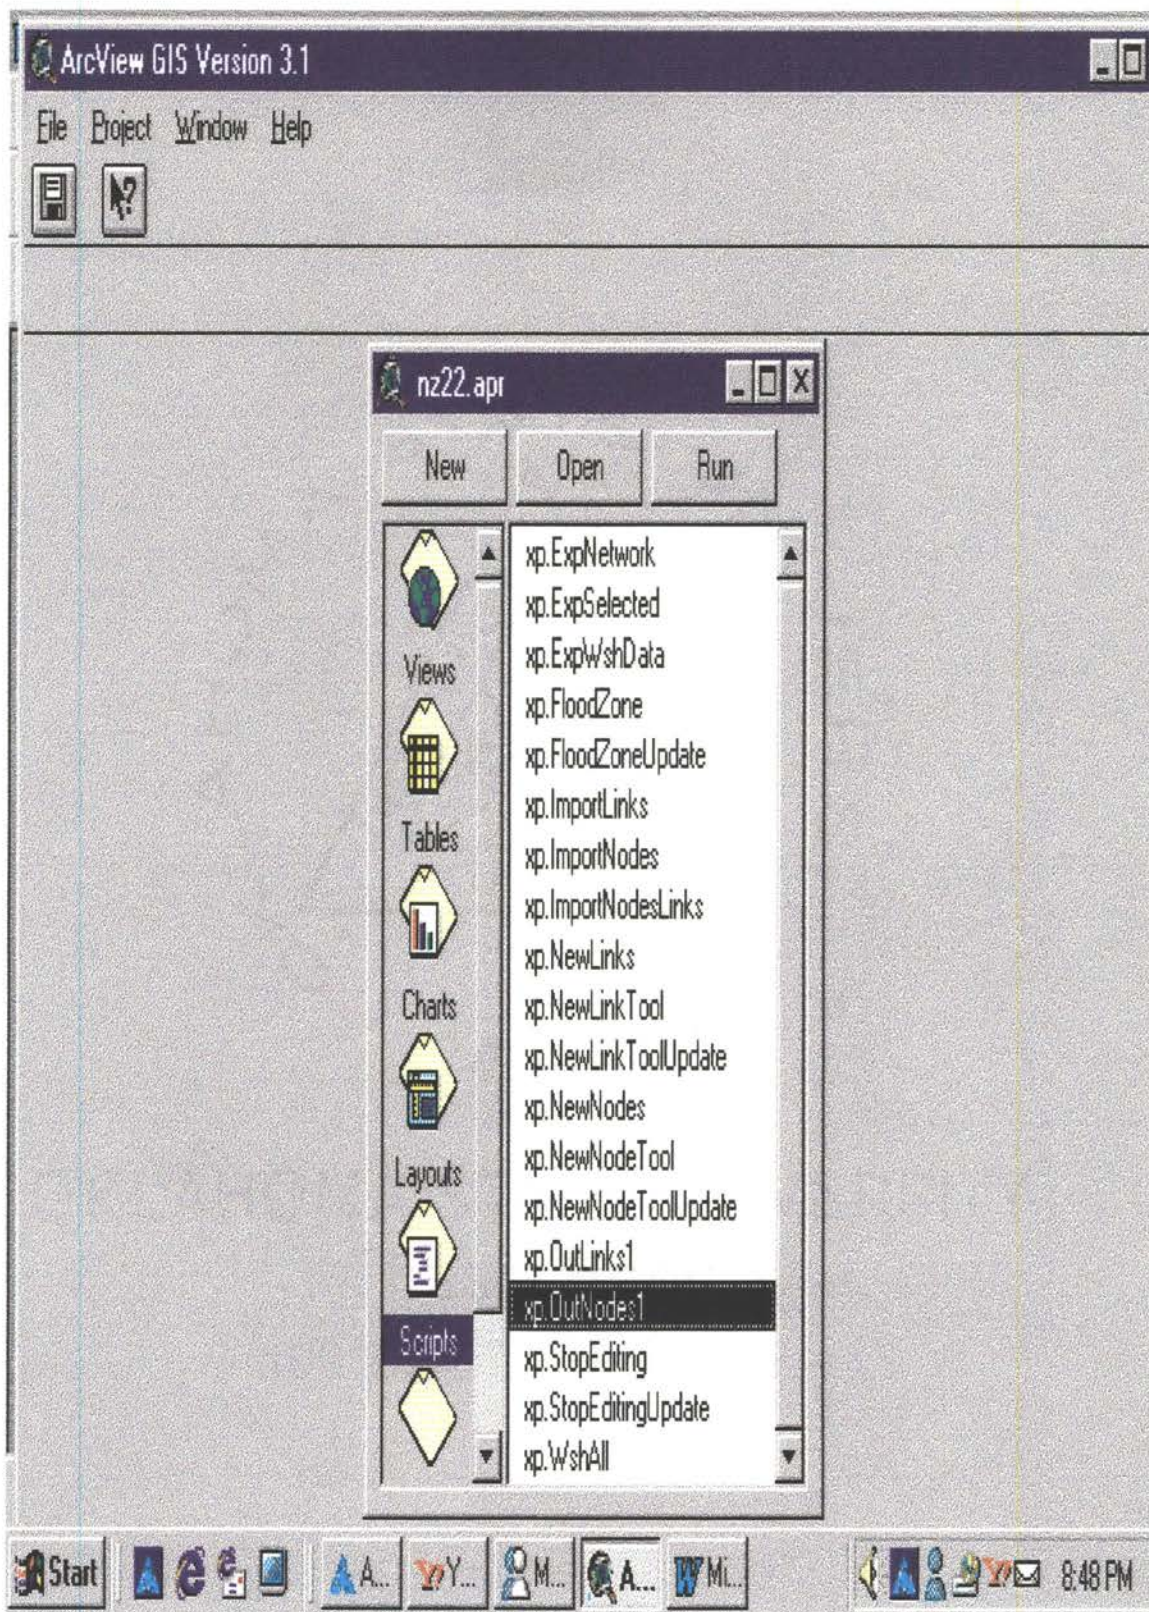 ArcView GIS Version 3.1
File Project Window Help
nz22.apr
New Open Run
Views
Tables
Charts
Layouts
Scripts
xp.ExpNetwork
xp.ExpSelected
xp.ExpWshData
xp.FloodZone
xp.FloodZoneUpdate
xp.ImportLinks
xp.ImportNodes
xp.ImportNodesLinks
xp.NewLinks
xp.NewLinkTool
xp.NewLinkToolUpdate
xp.NewNodes
xp.NewNodeTool
xp.NewNodeToolUpdate
xp.OutLinks1
xp.OutNodes1
xp.StopEditing
xp.StopEditingUpdate
xp.WshAll
Start A... Y... M... A... Mi... 8:48 PM